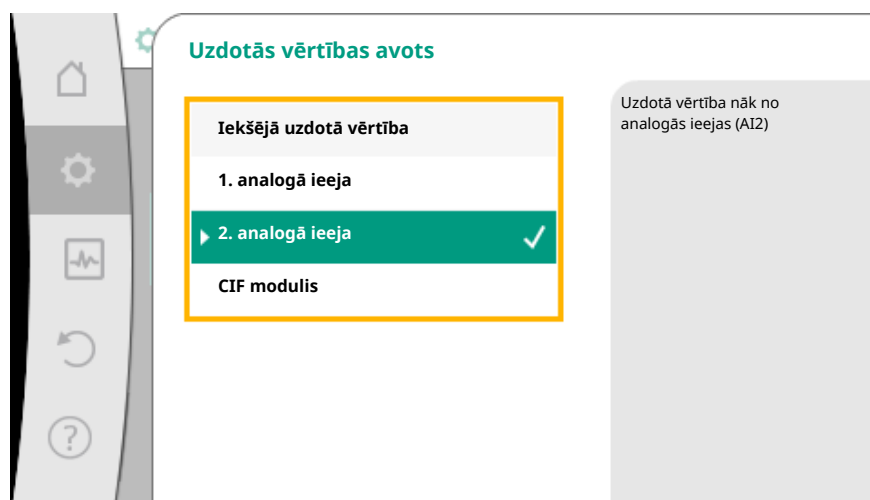 Uzdotās vērtības avots
Iekšējā uzdotā vērtība
1. analogā ieeja
2. analogā ieeja
CIF modulis
Uzdotā vērtība nāk no
analogās ieejas (AI2)
?